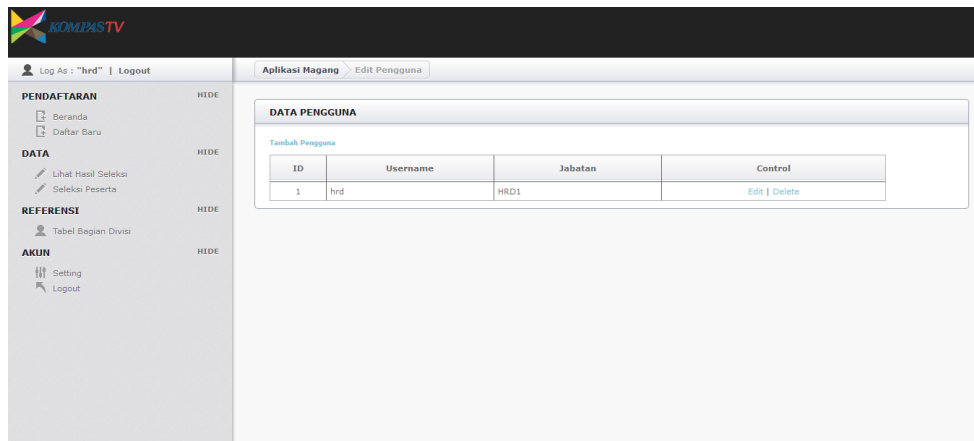 KOMPASTV
Log As : "hrd" | Logout
Aplikasi Magang Edit Pengguna
PENDAFTARAN HIDE
Beranda
Daftar Baru
DATA HIDE
Lihat Hasil Seleksi
Seleksi Peserta
REFERENSI HIDE
Tabel Bagian Divisi
AKUN HIDE
Setting
Logout
DATA PENGGUNA
Tambah Pengguna
ID Username Jabatan Control
1 hrd HRD1 Edit | Delete